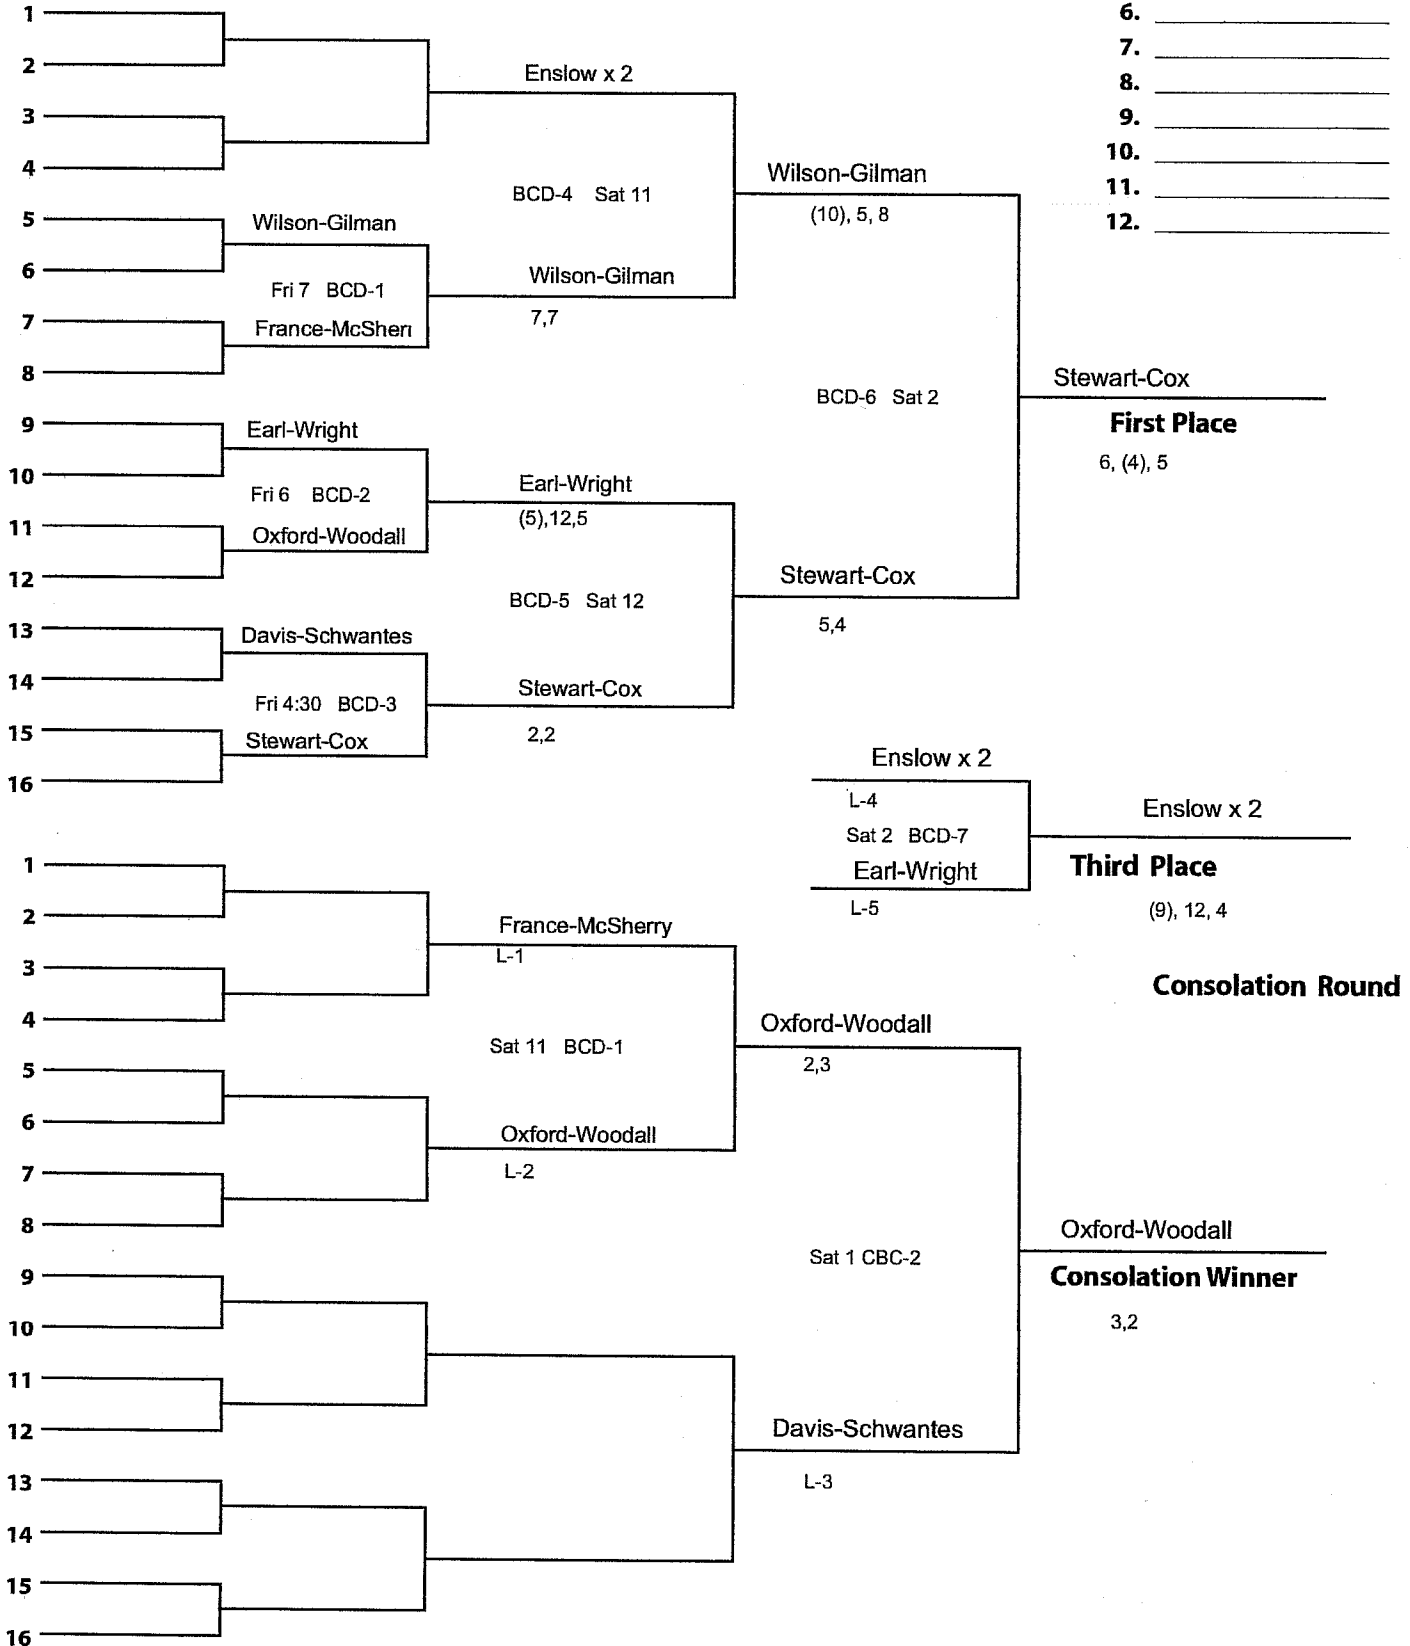 1
6.
2
7.
Enslow x 2
8.
3
9.
4
10.
Wilson-Gilman
BCD-4 Sat 11
11.
(10), 5, 8
5
Wilson-Gilman
12.
6
Wilson-Gilman
Fri 7 BCD-1
7
France-McSherr
7,7
8
Stewart-Cox
BCD-6 Sat 2
9
Earl-Wright
First Place
10
Earl-Wright
6, (4), 5
Fri 6 BCD-2
(5),12,5
11
Oxford-Woodall
12
Stewart-Cox
BCD-5 Sat 12
13
Davis-Schwantes
5,4
14
Stewart-Cox
Fri 4:30 BCD-3
15
Stewart-Cox
2,2
16
Enslow x 2
L-4
Enslow x 2
Sat 2 BCD-7
1
Earl-Wright
Third Place
2
L-5
(9), 12, 4
France-McSherry
L-1
3
Consolation Round
4
Oxford-Woodall
Sat 11 BCD-1
2,3
5
6
Oxford-Woodall
7
L-2
8
Oxford-Woodall
Sat 1 CBC-2
9
Consolation Winner
10
3,2
11
12
Davis-Schwantes
13
L-3
14
15
16